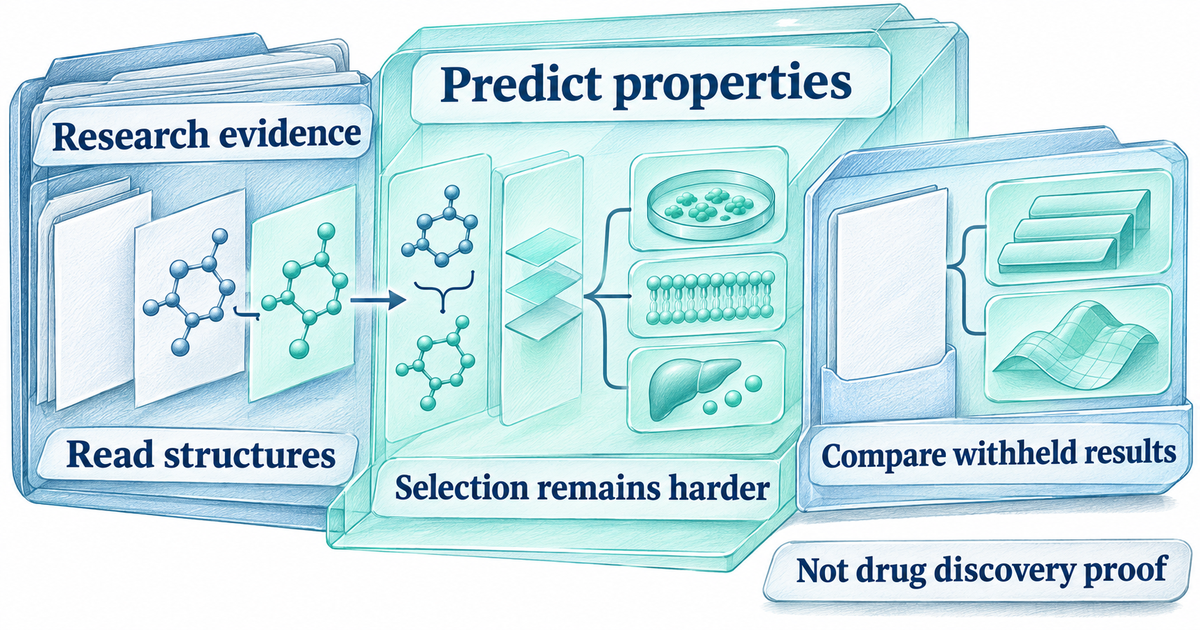 Research evidence
Read structures
Predict properties
Selection remains harder
Compare withheld results
Not drug discovery proof